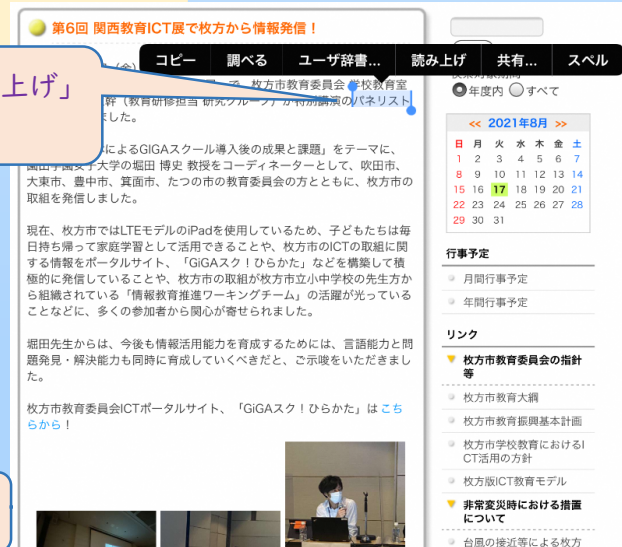 第6回 関西教育ICT展で枚方から情報発信！
上げ」
コピー 調べる ユーザ辞書... 読み上げ 共有... スペル
（金）
で、枚方市教育委員会 学校教育室
幹（教育研修担当 研究グループ）が特別講演のパネリスト
ました。
によるGIGAスクール導入後の成果と課題」をテーマに、
園田学園女子大学の堀田 博史 教授をコーディネーターとして、吹田市、
大東市、豊中市、箕面市、たつの市の教育委員会の方とともに、枚方市の
取組を発信しました。
現在、枚方市ではLTEモデルのiPadを使用しているため、子どもたちは毎
日持ち帰って家庭学習として活用できることや、枚方市のICTの取組に関
する情報をポータルサイト、「GiGAスク！ひらかた」などを構築して積
極的に発信していることや、枚方市の取組が枚方市立小中学校の先生方か
ら組織されている「情報教育推進ワーキングチーム」の活躍が光っている
ことなどに、多くの参加者から関心が寄せられました。
堀田先生からは、今後も情報活用能力を育成するためには、言語能力と問
題発見・解決能力も同時に育成していくべきだと、ご示唆をいただきまし
た。
枚方市教育委員会ICTポータルサイト、「GiGAスク！ひらかた」は こち
らから！
検索対象期間
年度内 すべて
<< 2021年8月 >>
日 月 火 水 木 金 土
1 2 3 4 5 6 7
8 9 10 11 12 13 14
15 16 17 18 19 20 21
22 23 24 25 26 27 28
29 30 31
行事予定
月間行事予定
年間行事予定
リンク
枚方市教育委員会の指針
等
枚方市教育大綱
枚方市教育振興基本計画
枚方市学校教育におけるI
CT活用の方針
枚方版ICT教育モデル
非常変災時における措置
について
台風の接近等による枚方